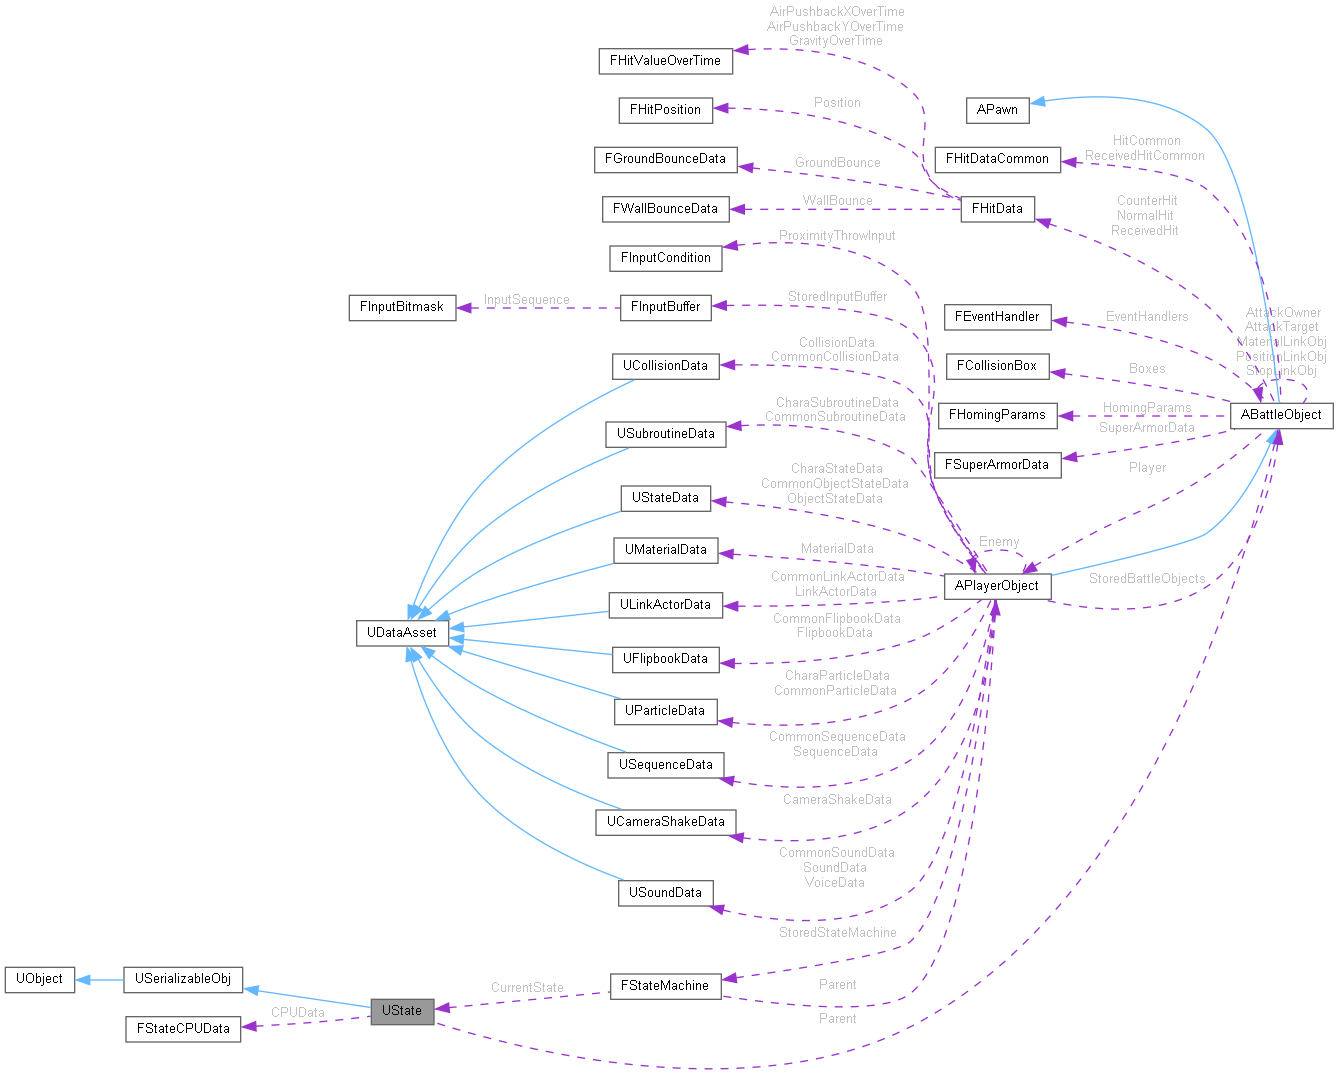 AirPushbackXOverTime
AirPushbackYOverTime
GravityOverTime
FHitValueOverTime
Position
FHitPosition
APawn
HitCommon
ReceivedHitCommon
FHitDataCommon
GroundBounce
FGroundBounceData
WallBounce
FWallBounceData
FHitData
CounterHit
NormalHit
ReceivedHit
ProximityThrowInput
FInputCondition
FInputBitmask
InputSequence
FInputBuffer
StoredInputBuffer
FEventHandler
EventHandlers
AttackOwner
AttackTarget
MaterialLinkObj
PositionLinkObj
StopLinkObj
CollisionData
CommonCollisionData
UCollisionData
FCollisionBox
Boxes
CharaSubroutineData
CommonSubroutineData
USubroutineData
FHomingParams
HomingParams
ABattleObject
SuperArmorData
FSuperArmorData
Player
CharaStateData
CommonObjectStateData
ObjectStateData
UStateData
Enemy
UMaterialData
MaterialData
APlayerObject
StoredBattleObjects
CommonLinkActorData
LinkActorData
ULinkActorData
UDataAsset
CommonFlipbookData
FlipbookData
UFlipbookData
CharaParticleData
CommonParticleData
UParticleData
CommonSequenceData
SequenceData
USequenceData
CameraShakeData
UCameraShakeData
CommonSoundData
SoundData
VoiceData
USoundData
StoredStateMachine
UObject
USerializableObj
CurrentState
FStateMachine
Parent
UState
CPUData
FStateCPUData
Parent